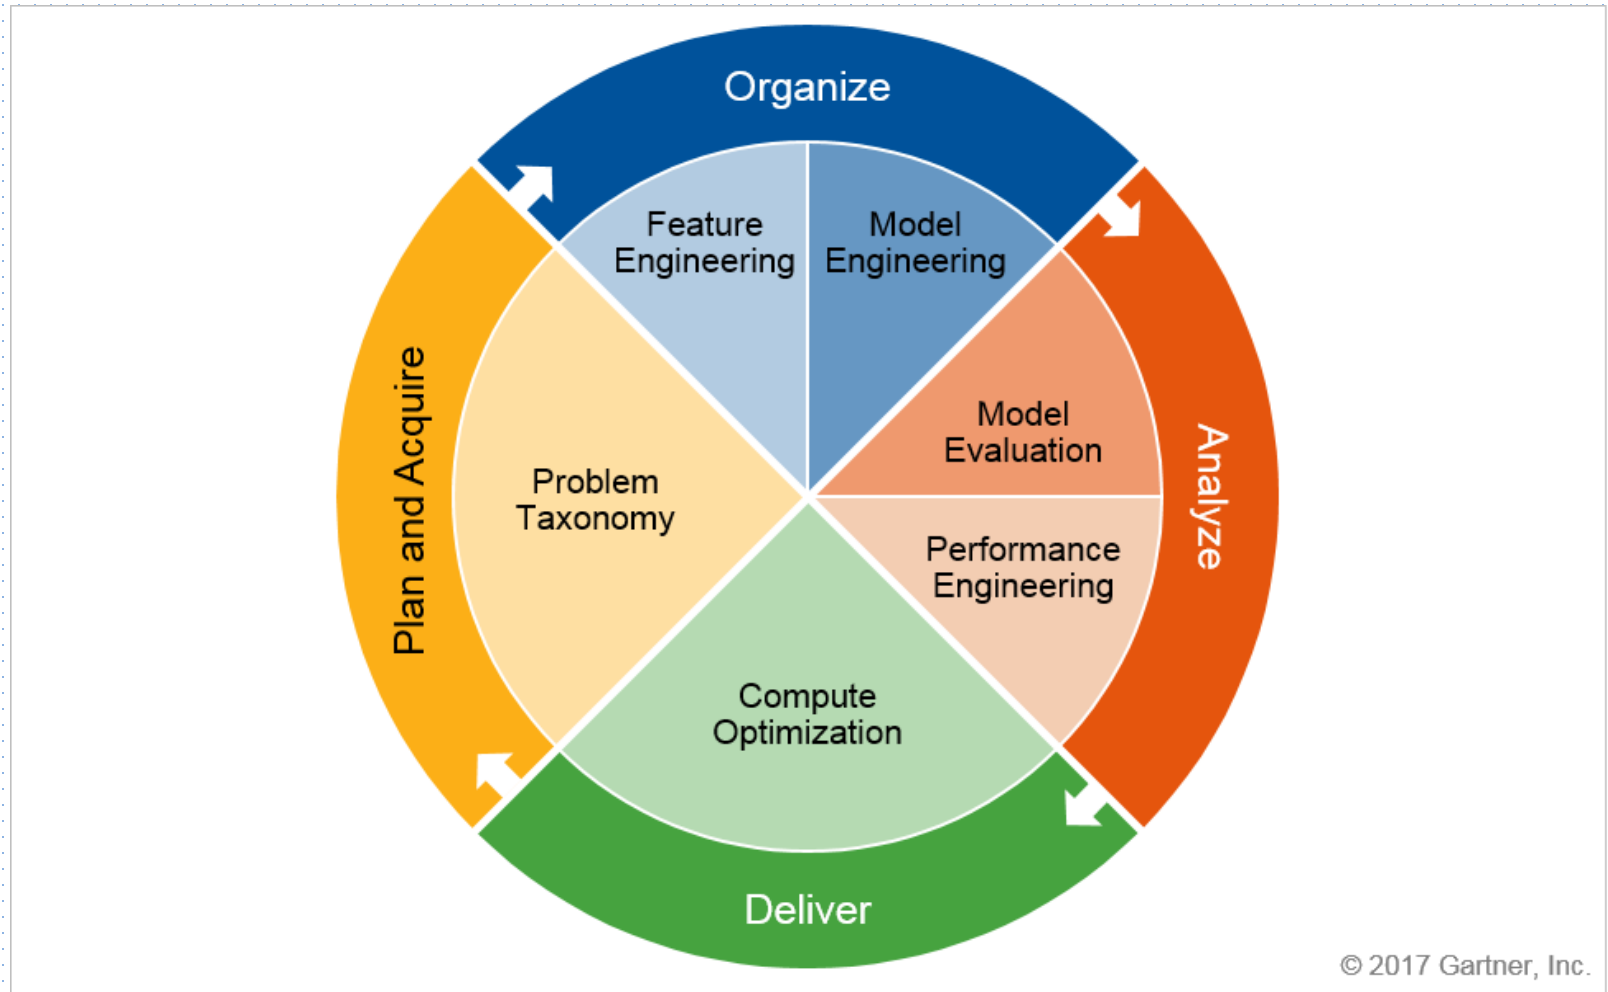 Organize
Feature
Engineering
Model
Engineering
Plan and Acquire
Problem
Taxonomy
Model
Evaluation
Performance
Engineering
Analyze
Compute
Optimization
Deliver
© 2017 Gartner, Inc.